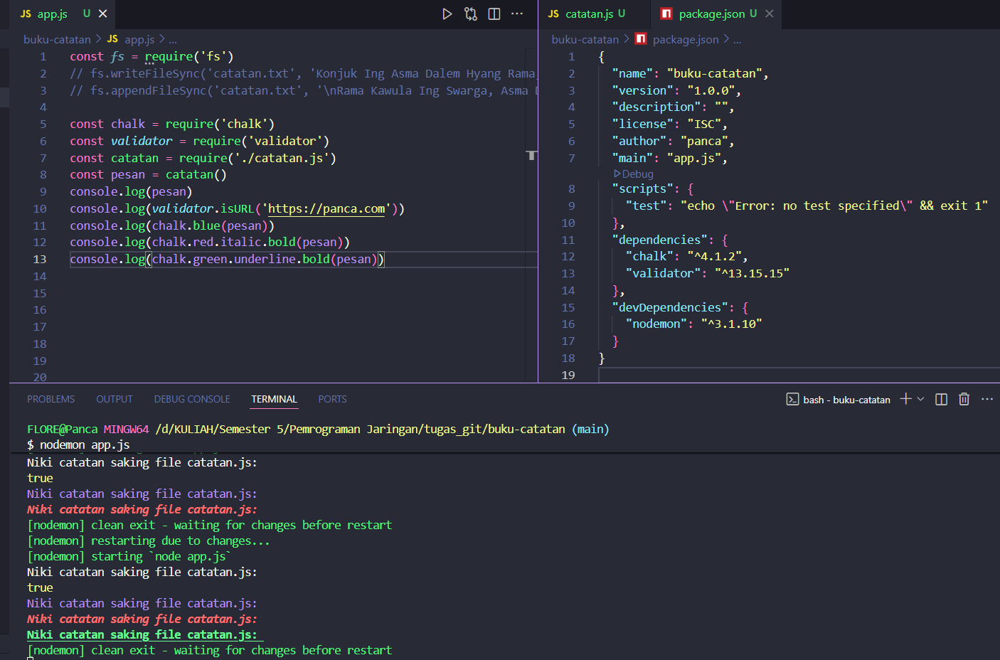 JS app.js U
buku-catatan > JS app.js > ...
1 const fs = require('fs')
2 // fs.writeFileSync('catatan.txt', 'Konjuk Ing Asma Dalem Hyang Rama,
3 // fs.appendFileSync('catatan.txt', '\nRama Kawula Ing Swarga, Asma D
4
5 const chalk = require('chalk')
6 const validator = require('validator')
7 const catatan = require('./catatan.js')
8 const pesan = catatan()
9 console.log(pesan)
10 console.log(validator.isURL('https://panca.com'))
11 console.log(chalk.blue(pesan))
12 console.log(chalk.red.italic.bold(pesan))
13 console.log(chalk.green.underline.bold(pesan))
14
15
16
17
18
19
20
JS catatan.js U package.json U
buku-catatan > package.json > ...
1 {
2 "name": "buku-catatan",
3 "version": "1.0.0",
4 "description": "",
5 "license": "ISC",
6 "author": "panca",
7 "main": "app.js",
Debug
8 "scripts": {
9 "test": "echo \"Error: no test specified\" && exit 1"
10 },
11 "dependencies": {
12 "chalk": "^4.1.2",
13 "validator": "^13.15.15"
14 },
15 "devDependencies": {
16 "nodemon": "^3.1.10"
17 }
18 }
19
PROBLEMS OUTPUT DEBUG CONSOLE TERMINAL PORTS
bash - buku-catatan
FLORE@Panca MINGW64 /d/KULIAH/Semester 5/Pemrograman Jaringan/tugas_git/buku-catatan (main)
$ nodemon app.js
Niki catatan saking file catatan.js:
true
Niki catatan saking file catatan.js:
Niki catatan saking file catatan.js:
[nodemon] clean exit - waiting for changes before restart
[nodemon] restarting due to changes...
[nodemon] starting `node app.js`
Niki catatan saking file catatan.js:
true
Niki catatan saking file catatan.js:
Niki catatan saking file catatan.js:
Niki catatan saking file catatan.js:
[nodemon] clean exit - waiting for changes before restart